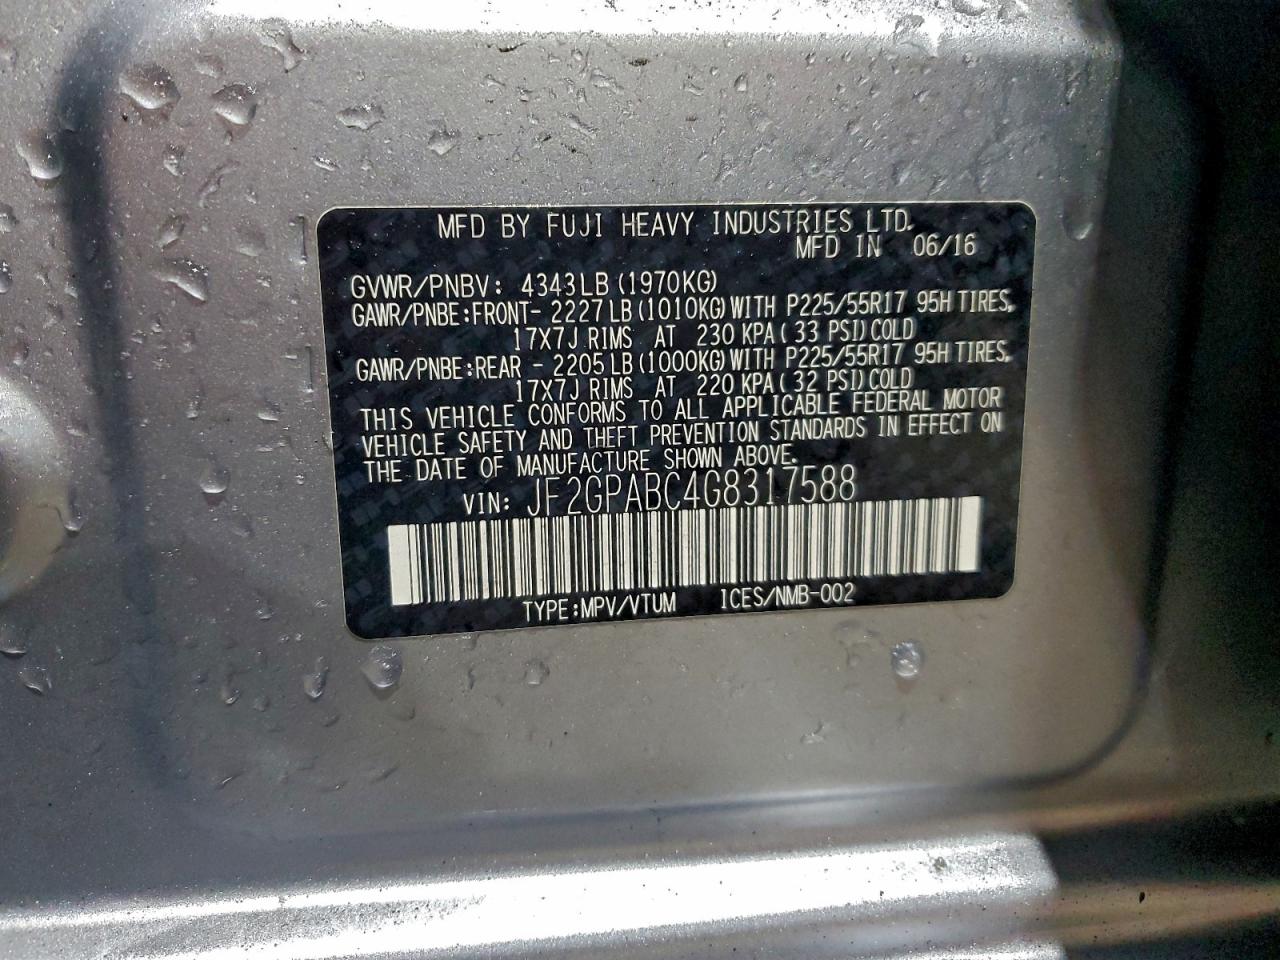 MFD BY FUJI HEAVY INDUSTRIES LTD.
MFD IN 06/16
GVWR/PNBV: 4343LB (1970KG)
GAWR/PNBE:FRONT- 2227LB (1010KG) WITH P225/55R17 95H TIRES,
17X7J RIMS AT 230 KPA (33 PSI) COLD
GAWR/PNBE:REAR - 2205LB (1000KG) WITH P225/55R17 95H TIRES,
17X7J RIMS AT 220 KPA (32 PSI) COLD
THIS VEHICLE CONFORMS TO ALL APPLICABLE FEDERAL MOTOR
VEHICLE SAFETY AND THEFT PREVENTION STANDARDS IN EFFECT ON
THE DATE OF MANUFACTURE SHOWN ABOVE.
VIN: JF2GPABC4G8317588
TYPE:MPV/VTUM ICES/NMB-002